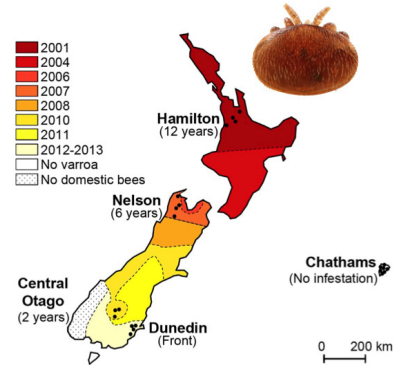 2001
2004
2006
2007
2008
2010
2011
2012-2013
No varroa
No domestic bees
Hamilton
(12 years)
Nelson
(6 years)
Chathams
(No infestation)
Central
Otago
(2 years)
Dunedin
(Front)
0 200 km